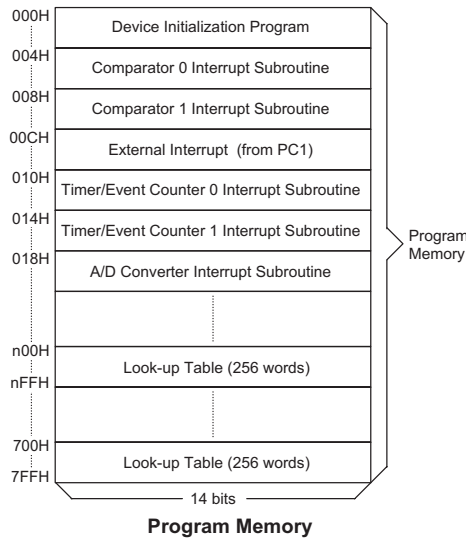 000H
Device Initialization Program
004H
Comparator 0 Interrupt Subroutine
008H
Comparator 1 Interrupt Subroutine
00CH
External Interrupt (from PC1)
010H
Timer/Event Counter 0 Interrupt Subroutine
014H
Timer/Event Counter 1 Interrupt Subroutine
018H
A/D Converter Interrupt Subroutine
Program
Memory
n00H
Look-up Table (256 words)
nFFH
700H
Look-up Table (256 words)
7FFH
14 bits
Program Memory